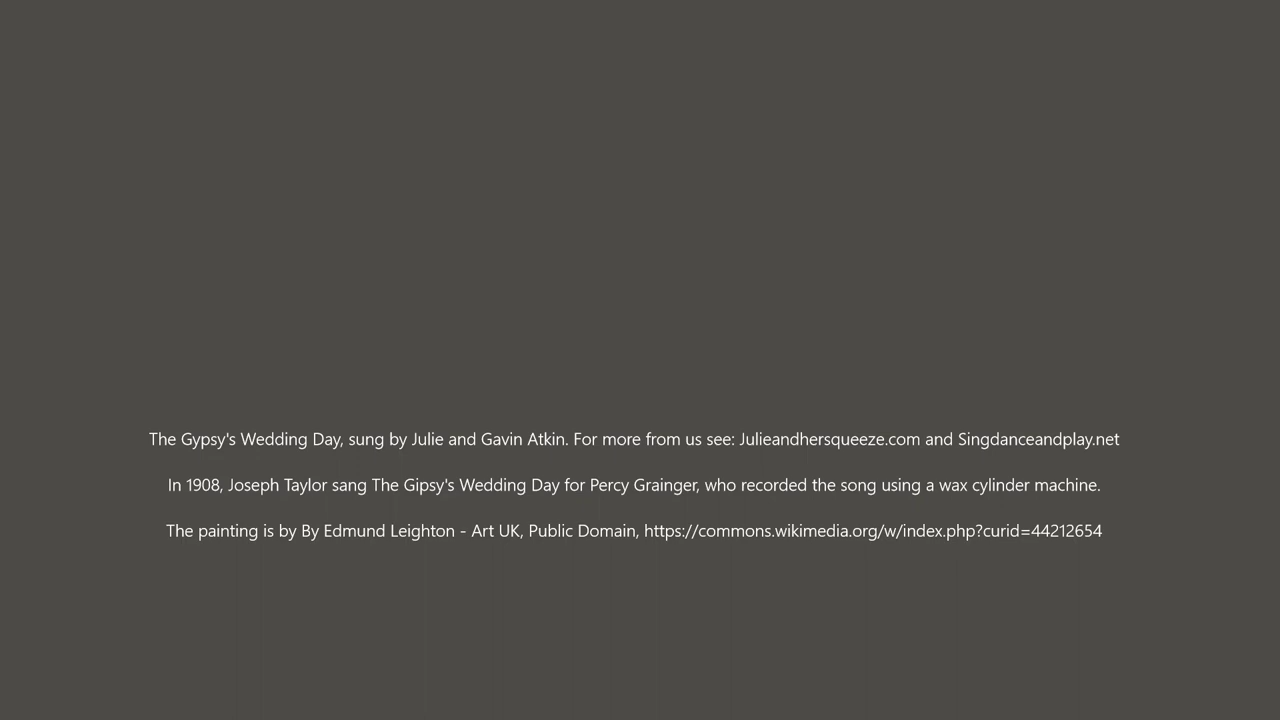 The Gypsy's Wedding Day, sung by Julie and Gavin Atkin. For more from us see: Julieandhersqueeze.com and Singdanceandplay.net
In 1908, Joseph Taylor sang The Gipsy's Wedding Day for Percy Grainger, who recorded the song using a wax cylinder machine.
The painting is by By Edmund Leighton - Art UK, Public Domain, https://commons.wikimedia.org/w/index.php?curid=44212654